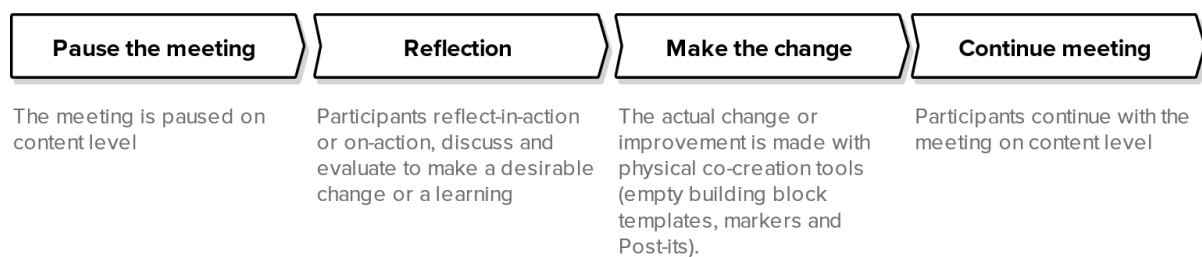 Pause the meeting
Reflection
Make the change
Continue meeting
The meeting is paused on
content level
Participants reflect-in-action
or on-action, discuss and
evaluate to make a desirable
change or a learning
The actual change or
improvement is made with
physical co-creation tools
(empty building block
templates, markers and
Post-its).
Participants continue with the
meeting on content level